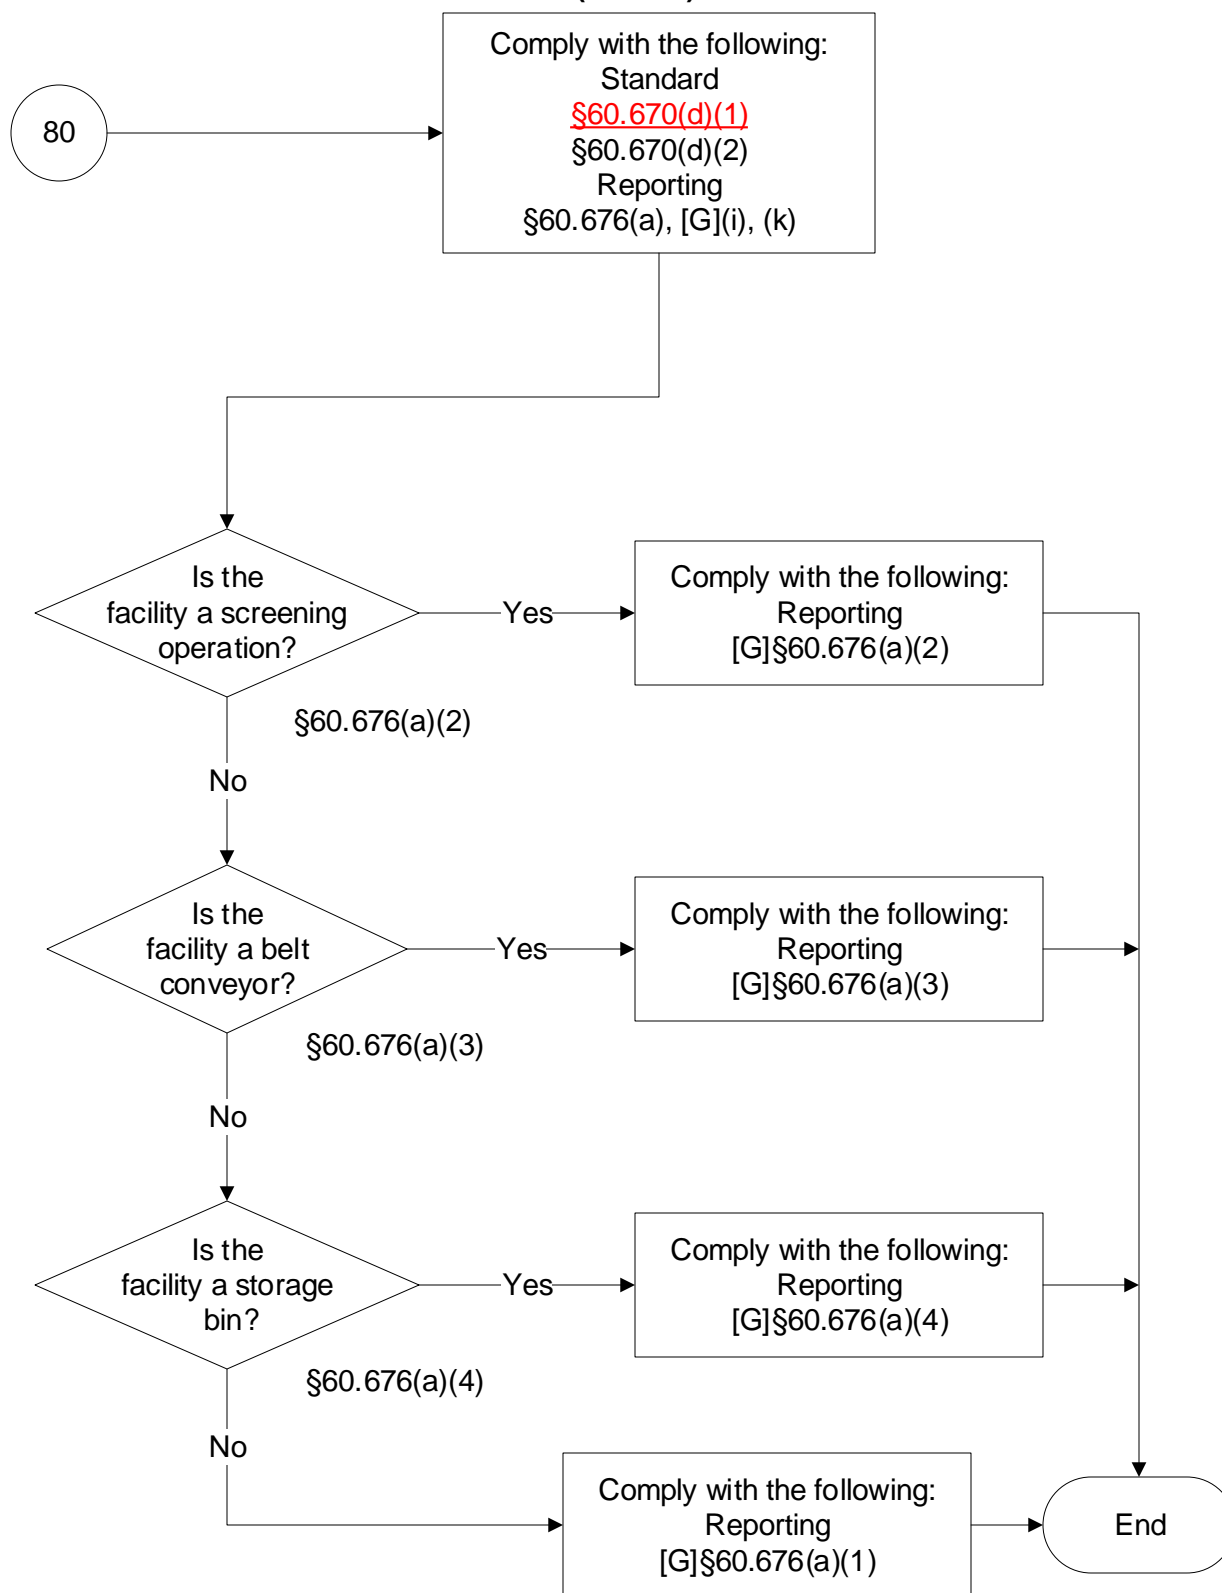 Comply with the following:
Standard
§60.670(d)(1)
§60.670(d)(2)
Reporting
§60.676(a), [G](i), (k)
80
Is the
facility a screening
operation?
Yes
Comply with the following:
Reporting
[G]§60.676(a)(2)
§60.676(a)(2)
No
Is the
facility a belt
conveyor?
Yes
Comply with the following:
Reporting
[G]§60.676(a)(3)
§60.676(a)(3)
No
Is the
facility a storage
bin?
Yes
Comply with the following:
Reporting
[G]§60.676(a)(4)
§60.676(a)(4)
No
Comply with the following:
Reporting
[G]§60.676(a)(1)
End